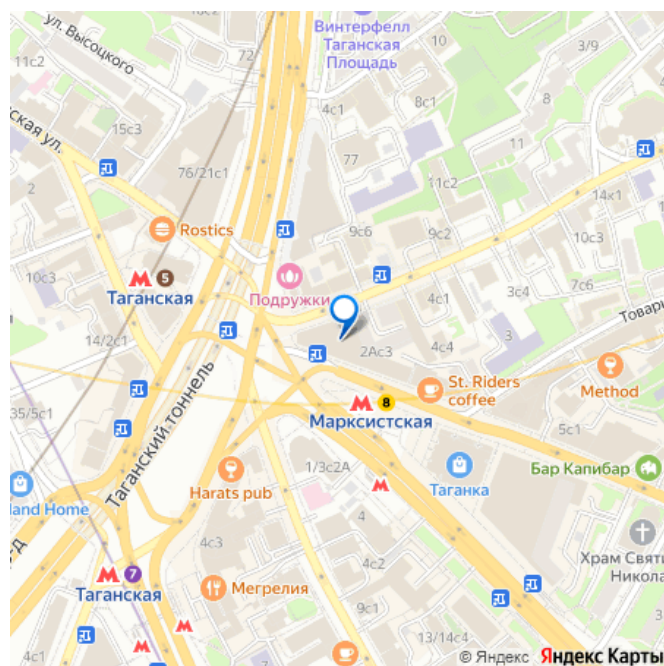 ул. Высоцкого
11с2
72
Винтерфелл
Таганская
Площадь
10
3/9
4с1
8с1
11
8
15с3
ская ул.
76/21с1
77
11с2
2
14х1
Rostics
9с6
9с2
10с3
10с3
М 5
Таганская
Подружки
4с1
3с4
7с6
Товар
14/2с1
3
2Ас3
4с4
St. Riders
coffee
Method
М 8
Марксистская
35/5с1
Таганский тоннель
5с1
Бар Капибар
1/3с2А
Таганка
land Home
Harats pub
М
4с3
4
Храм Святи
Никола
М 7
Таганская
Мегрелия
9с1
М
М
4с1
13/14с4
© Яндекс Яндекс Карты